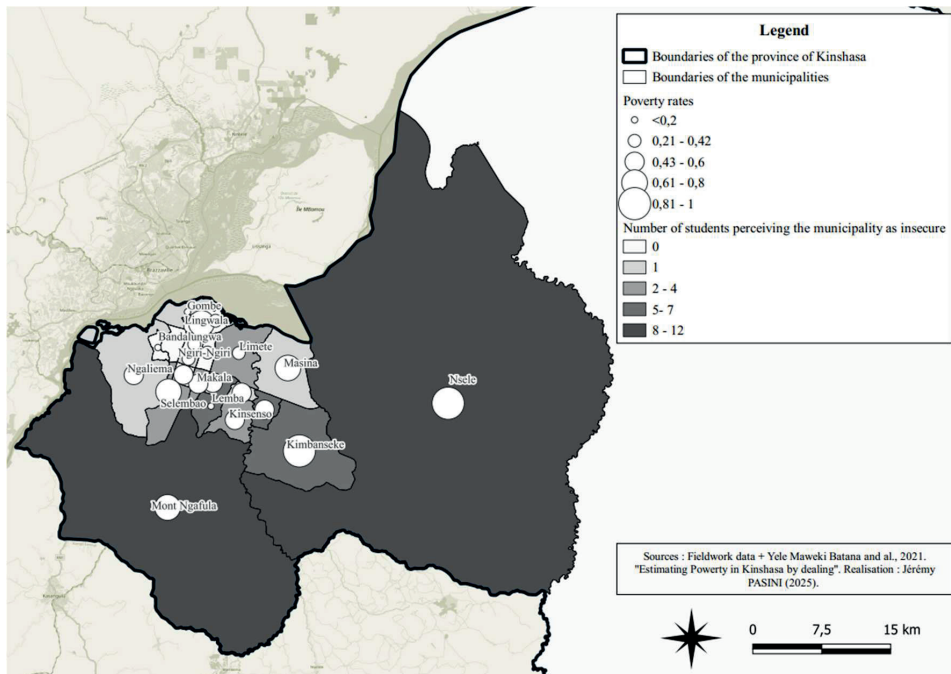 Legend
Boundaries of the province of Kinshasa
Boundaries of the municipalities
Poverty rates
<0,2
0,21 - 0,42
0,43 - 0,6
0,61 - 0,8
0,81 - 1
Number of students perceiving the municipality as insecure
0
1
2 - 4
5- 7
8 - 12
Île Mbamou
Brazzaville
Gombe
Lingwala
Bandalungwa
Ngiri-Ngiri
Limete
Masina
Ngaliema
Makala
Selembao
Lemba
Kinsenso
Kimbanseke
Nsele
Mont Ngafula
Sources : Fieldwork data + Yele Maweki Batana and al., 2021.
"Estimating Poverty in Kinshasa by dealing". Realisation : Jérémy
PASINI (2025).
0 7,5 15 km